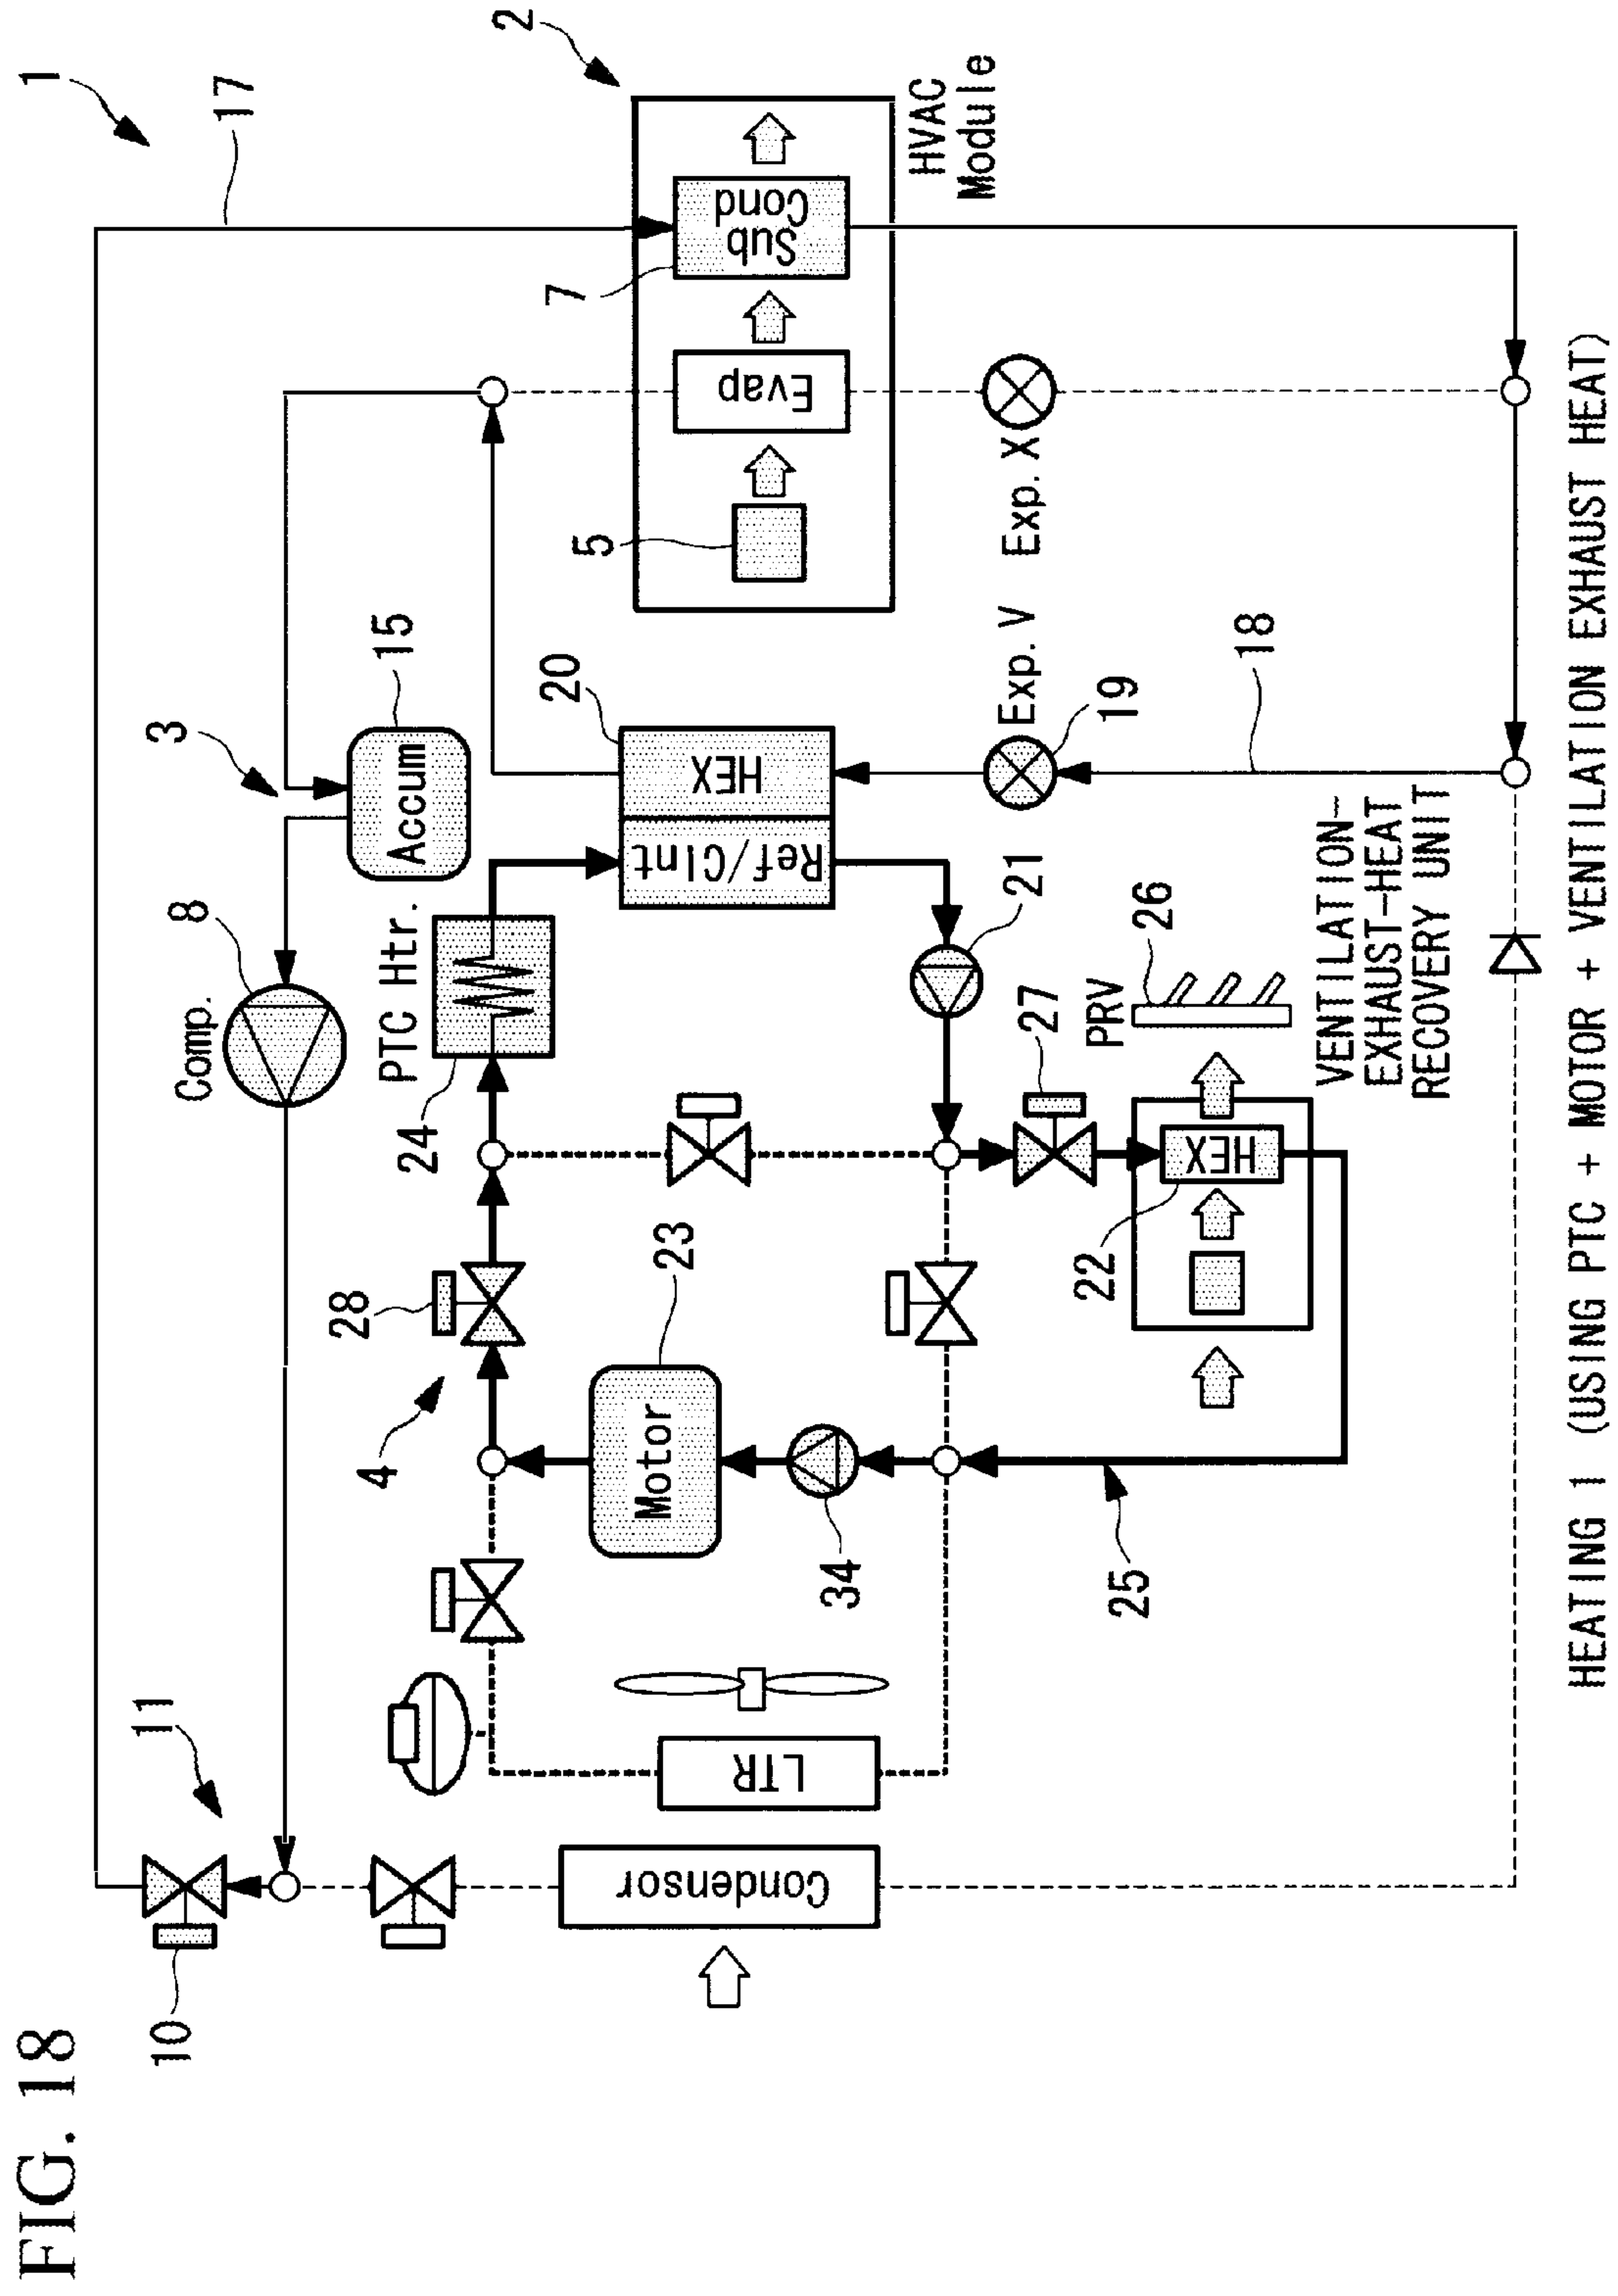 FIG. 18
1
17
2
11
10
Comp.
8
3
Accum
15
PTC Htr.
24
28
4
20
HEX
Ref/Clnt
7
Sub
Cond
Evap
5
HVAC
Module
Motor
23
34
LTR
Condensor
21
Exp. V
Exp. X
19
18
27
PRV
26
HEX
22
25
VENTILATION-
EXHAUST-HEAT
RECOVERY UNIT
HEATING 1 (USING PTC + MOTOR + VENTILATION EXHAUST HEAT)